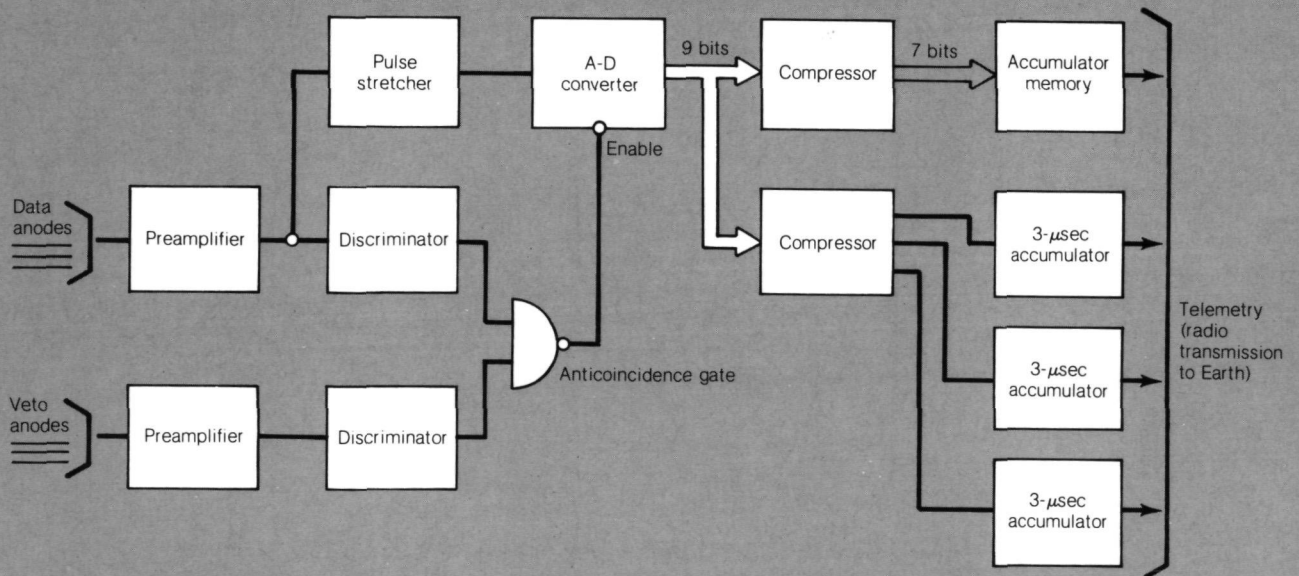 Pulse
stretcher
A-D
converter
9 bits
Compressor
7 bits
Accumulator
memory
Enable
Data
anodes
Preamplifier
Discriminator
Compressor
3-μsec
accumulator
Telemetry
(radio
transmission
to Earth)
Anticoincidence gate
3-μsec
accumulator
Veto
anodes
Preamplifier
Discriminator
3-μsec
accumulator